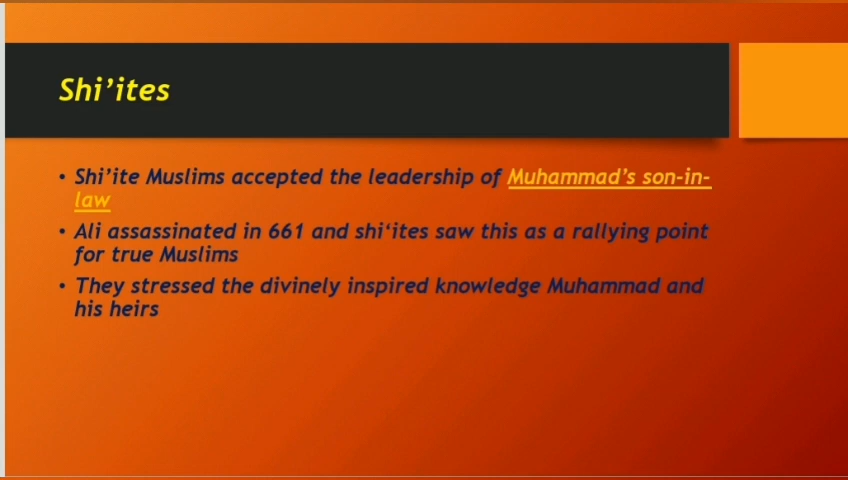 Shi’ites
• Shi’ite Muslims accepted the leadership of Muhammad’s son-in-
law
• Ali assassinated in 661 and shi‘ites saw this as a rallying point
for true Muslims
• They stressed the divinely inspired knowledge Muhammad and
his heirs